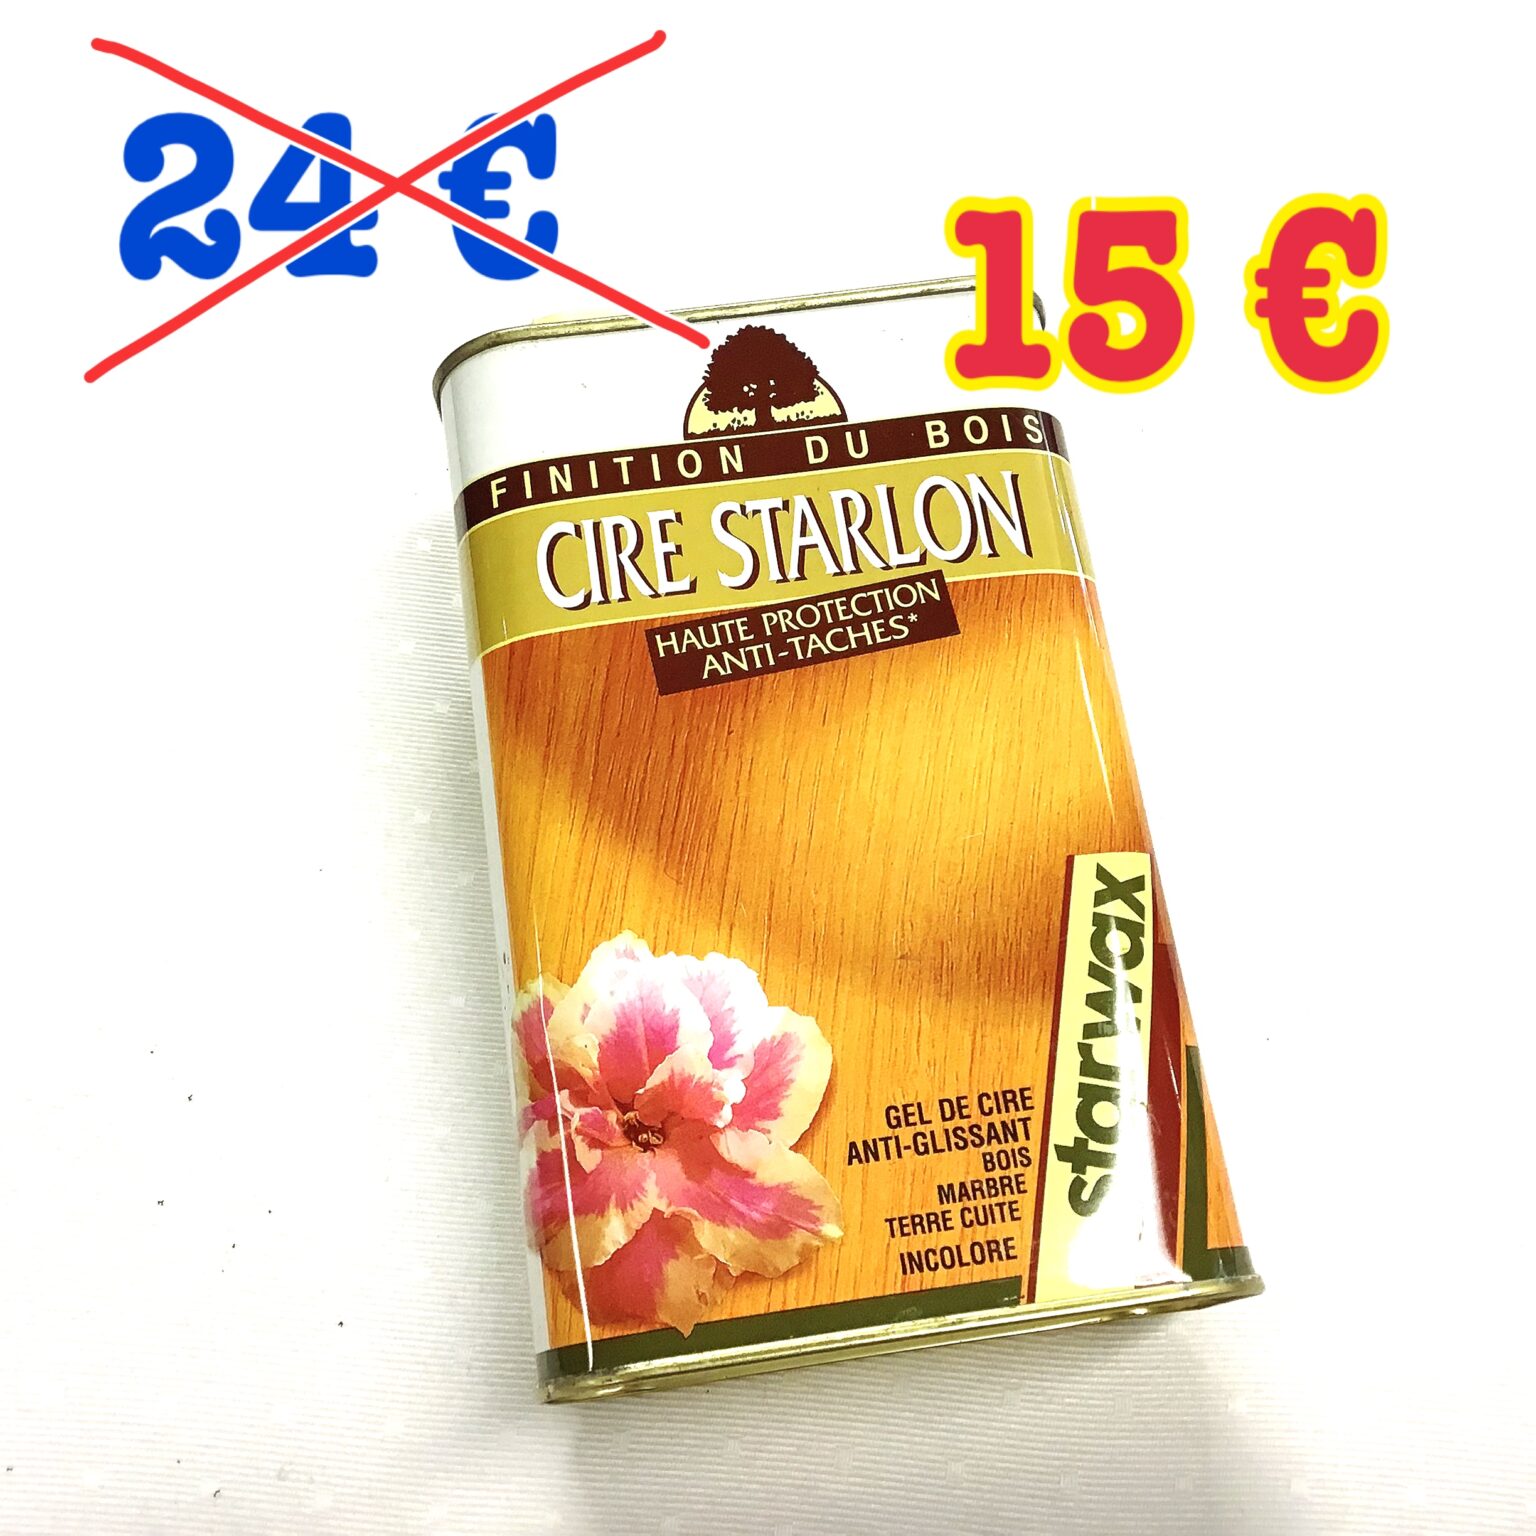 24 €
15 €
FINITION DU BOIS
CIRE STARLON
HAUTE PROTECTION
ANTI-TACHES*
starwax
GEL DE CIRE
ANTI-GLISSANT
BOIS
MARBRE
TERRE CUITE
INCOLORE